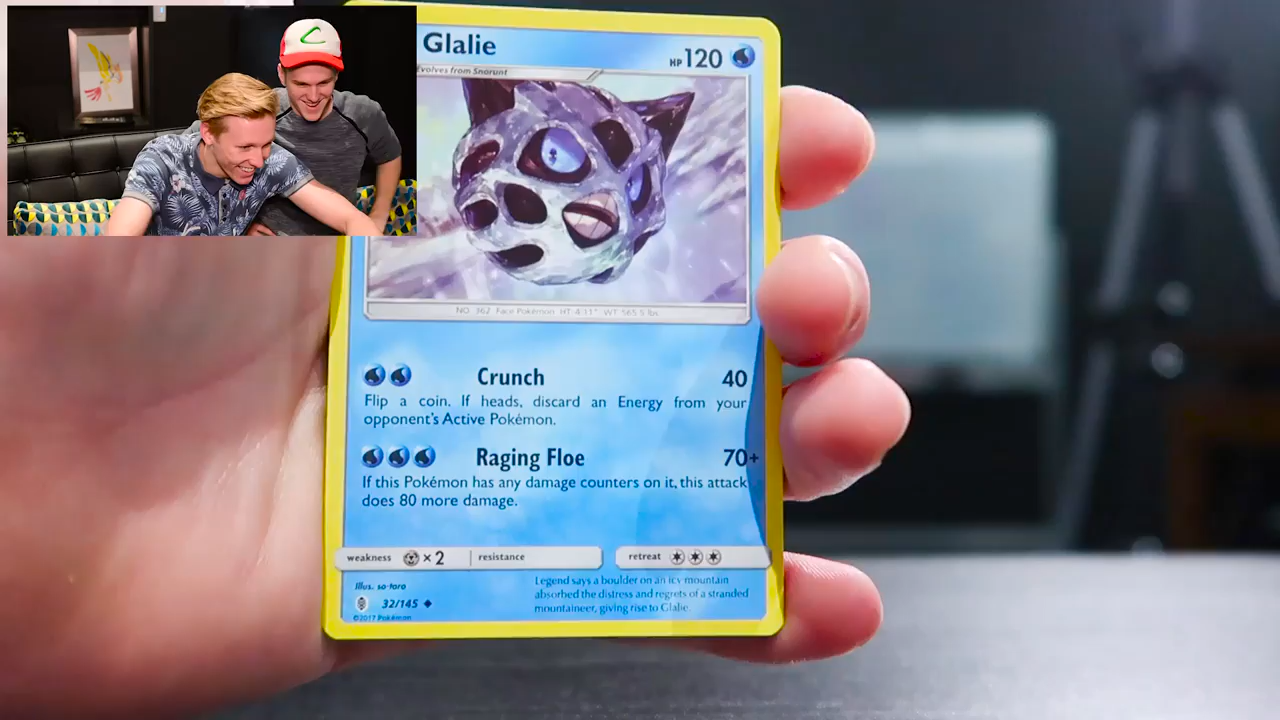 Glalie
HP 120
Evolves from Snorunt
NO. 362 Face Pokémon HT 4'11" WT 565.5 lbs.
Crunch 40
Flip a coin. If heads, discard an Energy from your
opponent's Active Pokémon.
Raging Floe 70+
If this Pokémon has any damage counters on it, this attack
does 80 more damage.
weakness ×2 resistance retreat
Illus. so-taro
32/145
©2017 Pokémon
Legend says a boulder on an icy mountain
absorbed the distress and regrets of a stranded
mountaineer, giving rise to Glalie.